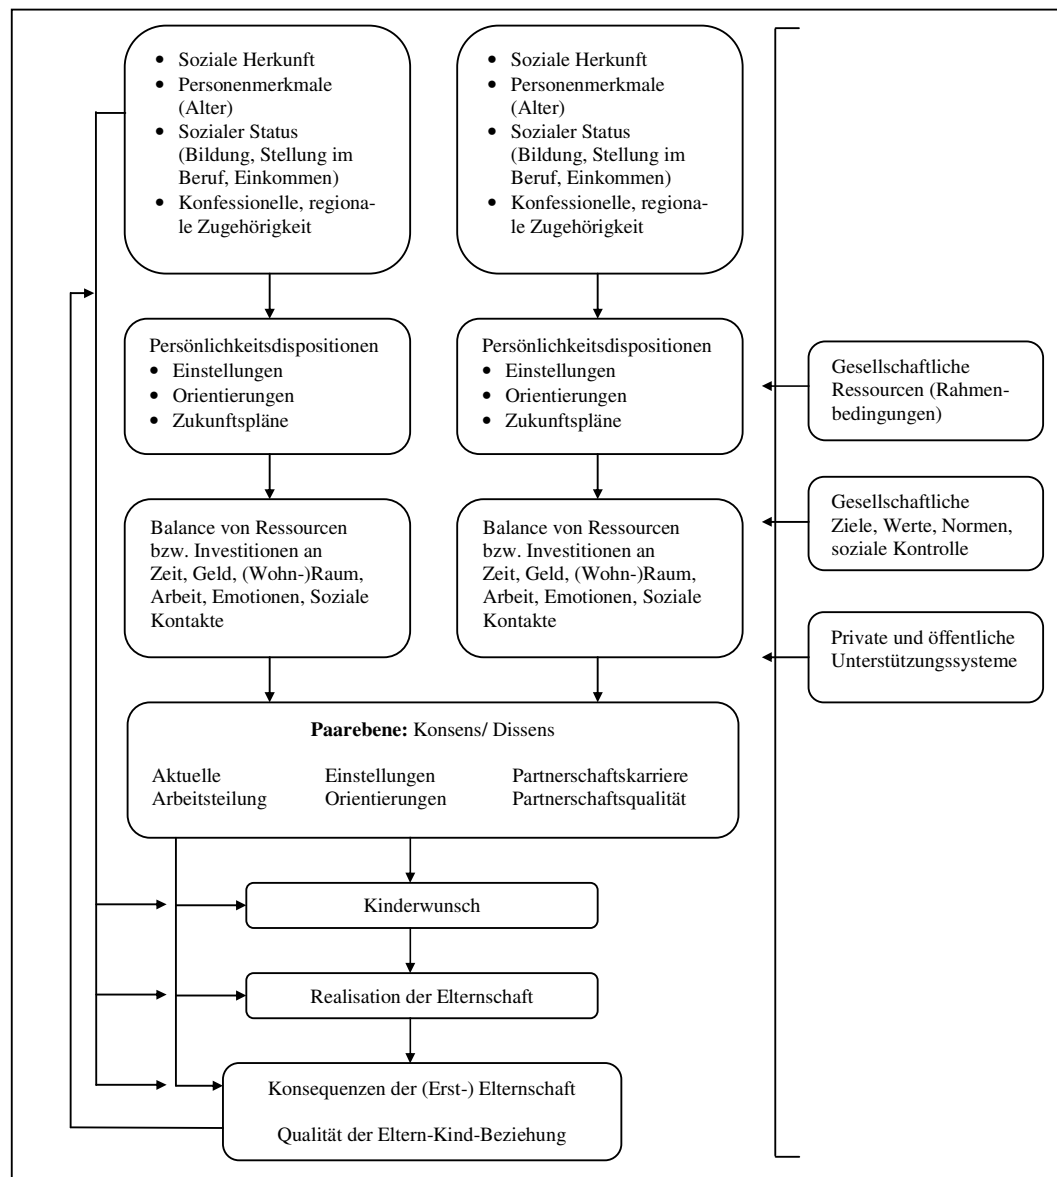 • Soziale Herkunft
• Personenmerkmale
(Alter)
• Sozialer Status
(Bildung, Stellung im
Beruf, Einkommen)
• Konfessionelle, regiona-
le Zugehörigkeit
• Soziale Herkunft
• Personenmerkmale
(Alter)
• Sozialer Status
(Bildung, Stellung im
Beruf, Einkommen)
• Konfessionelle, regiona-
le Zugehörigkeit
Persönlichkeitsdispositionen
• Einstellungen
• Orientierungen
• Zukunftspläne
Persönlichkeitsdispositionen
• Einstellungen
• Orientierungen
• Zukunftspläne
Gesellschaftliche
Ressourcen (Rahmen-
bedingungen)
Balance von Ressourcen
bzw. Investitionen an
Zeit, Geld, (Wohn-)Raum,
Arbeit, Emotionen, Soziale
Kontakte
Balance von Ressourcen
bzw. Investitionen an
Zeit, Geld, (Wohn-)Raum,
Arbeit, Emotionen, Soziale
Kontakte
Gesellschaftliche
Ziele, Werte, Normen,
soziale Kontrolle
Private und öffentliche
Unterstützungssysteme
Paarebene: Konsens/ Dissens
Aktuelle
Arbeitsteilung
Einstellungen
Orientierungen
Partnerschaftskarriere
Partnerschaftsqualität
Kinderwunsch
Realisation der Elternschaft
Konsequenzen der (Erst-) Elternschaft
Qualität der Eltern-Kind-Beziehung